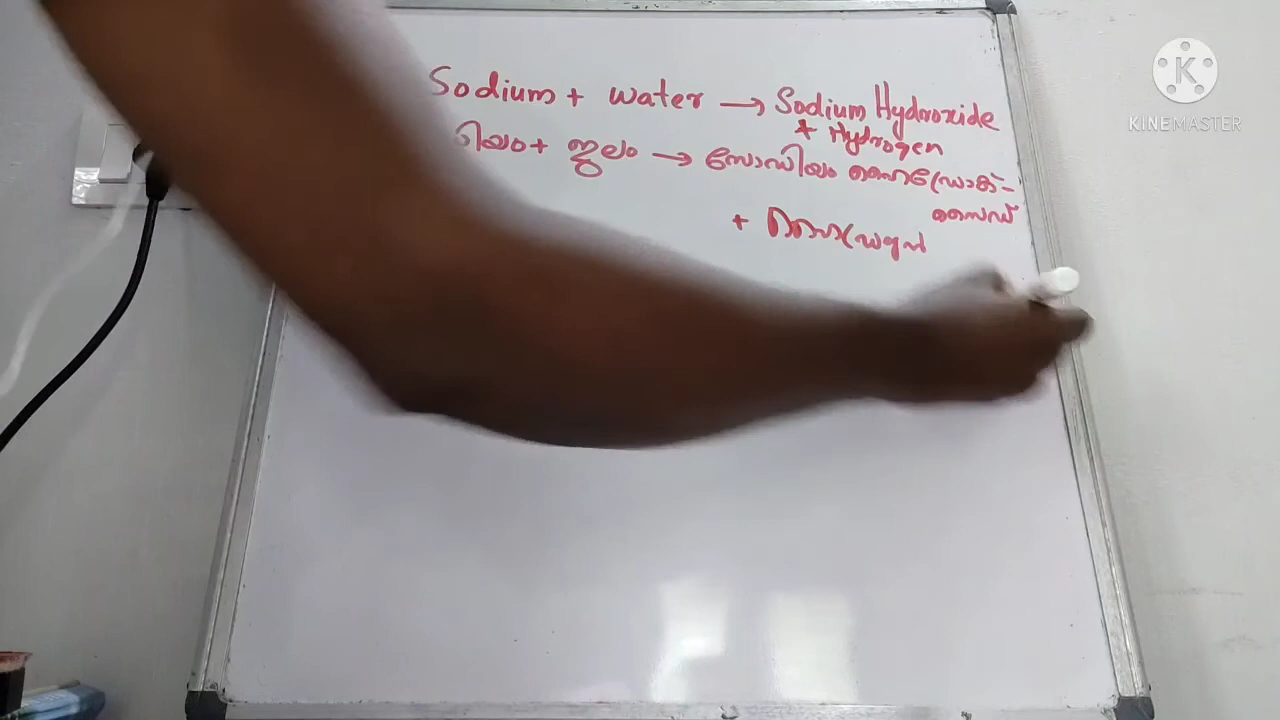 Sodium + water → Sodium Hydroxide
+ Hydrogen
ിയം + ജലം → സോഡിയം ഹൈഡ്രോക്-
സൈഡ്
+ ഹൈഡ്രജൻ
KINEMASTER